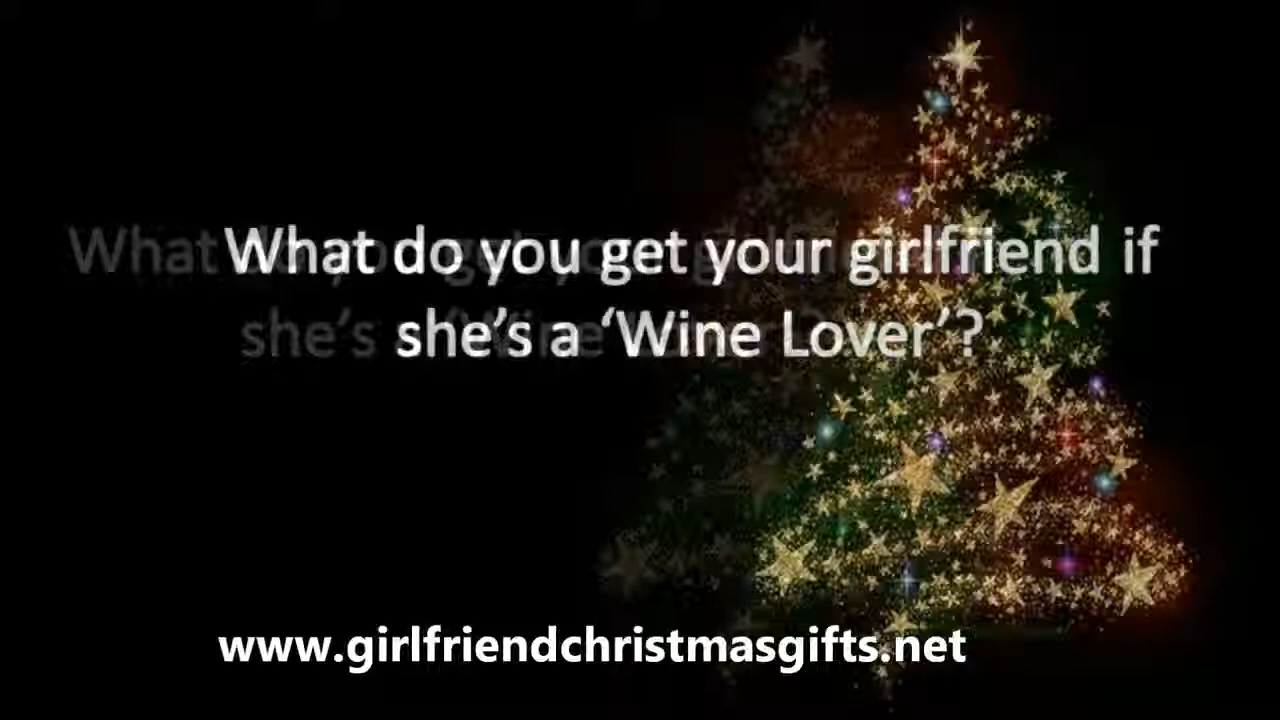 What do you get your girlfriend if
she’s a ‘Wine Lover’?
www.girlfriendchristmasgifts.net